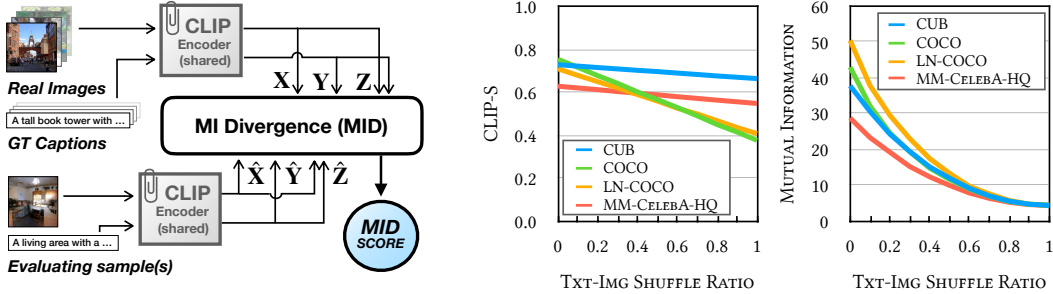 CLIP
Encoder
(shared)
Real Images
A tall book tower with ...
GT Captions
X Y Z
MI Divergence (MID)
X̂ Ŷ Ẑ
CLIP
Encoder
(shared)
A living area with a ...
Evaluating sample(s)
MID
SCORE
CLIP-S
1.0
0.8
0.6
0.4
0.2
0.0
CUB
COCO
LN-COCO
MM-CELEBA-HQ
0 0.2 0.4 0.6 0.8 1
TXT-IMG SHUFFLE RATIO
MUTUAL INFORMATION
60
50
40
30
20
10
0
CUB
COCO
LN-COCO
MM-CELEBA-HQ
0 0.2 0.4 0.6 0.8 1
TXT-IMG SHUFFLE RATIO